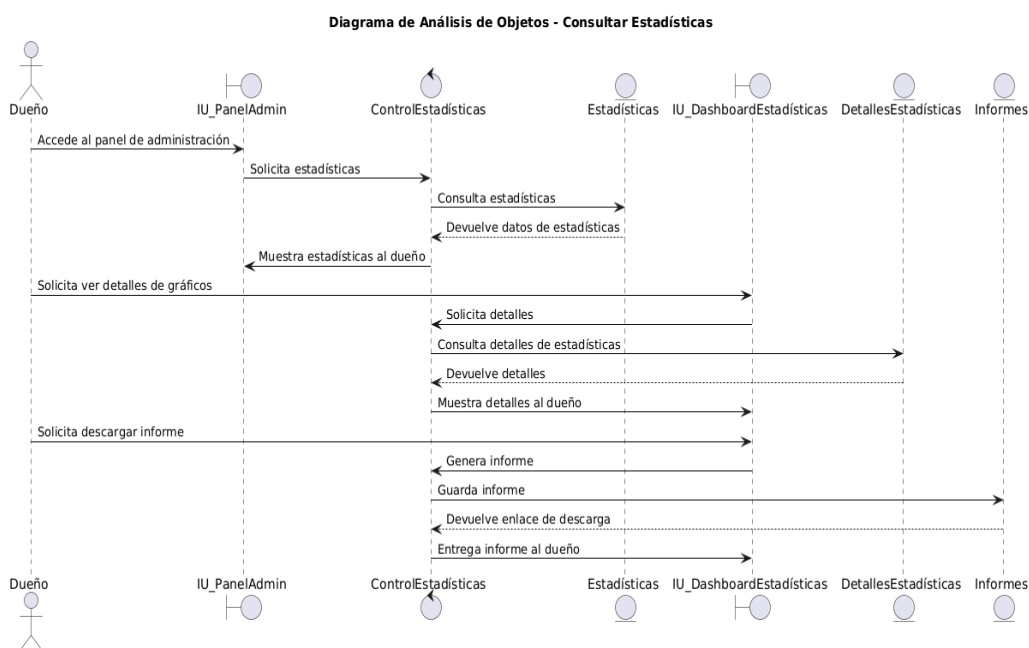 Diagrama de Análisis de Objetos - Consultar Estadísticas
Dueño IU_PanelAdmin ControlEstadísticas Estadísticas IU_DashboardEstadísticas DetallesEstadísticas Informes
Accede al panel de administración
Solicita estadísticas
Consulta estadísticas
Devuelve datos de estadísticas
Muestra estadísticas al dueño
Solicita ver detalles de gráficos
Solicita detalles
Consulta detalles de estadísticas
Devuelve detalles
Muestra detalles al dueño
Solicita descargar informe
Genera informe
Guarda informe
Devuelve enlace de descarga
Entrega informe al dueño
Dueño IU_PanelAdmin ControlEstadísticas Estadísticas IU_DashboardEstadísticas DetallesEstadísticas Informes